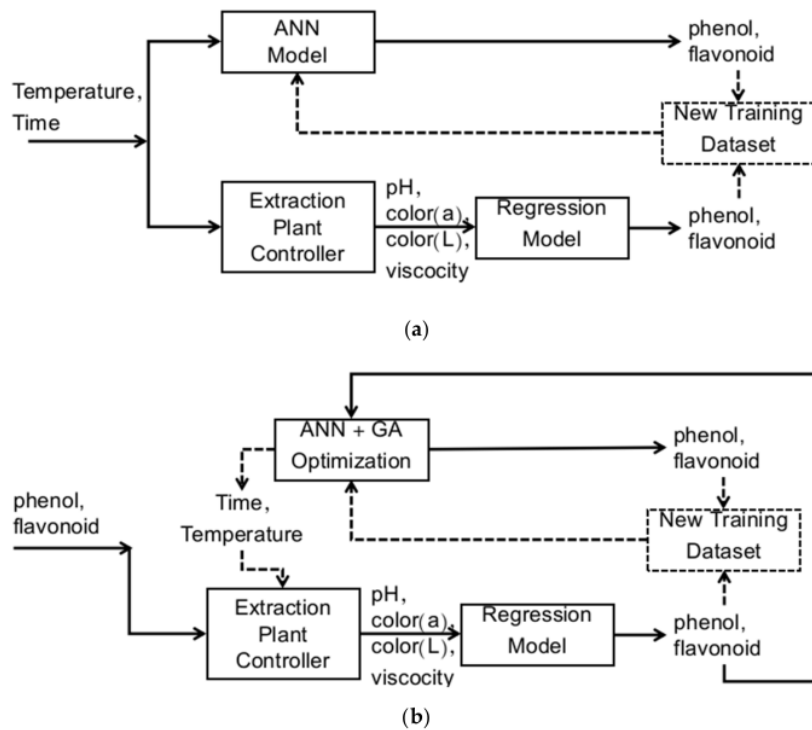 ANN
Model
phenol,
flavonoid
Temperature,
Time
New Training
Dataset
Extraction
Plant
Controller
pH,
color(a),
color(L),
viscocity
Regression
Model
phenol,
flavonoid
(a)
ANN + GA
Optimization
phenol,
flavonoid
phenol,
flavonoid
Time,
Temperature
New Training
Dataset
Extraction
Plant
Controller
pH,
color(a),
color(L),
viscocity
Regression
Model
phenol,
flavonoid
(b)